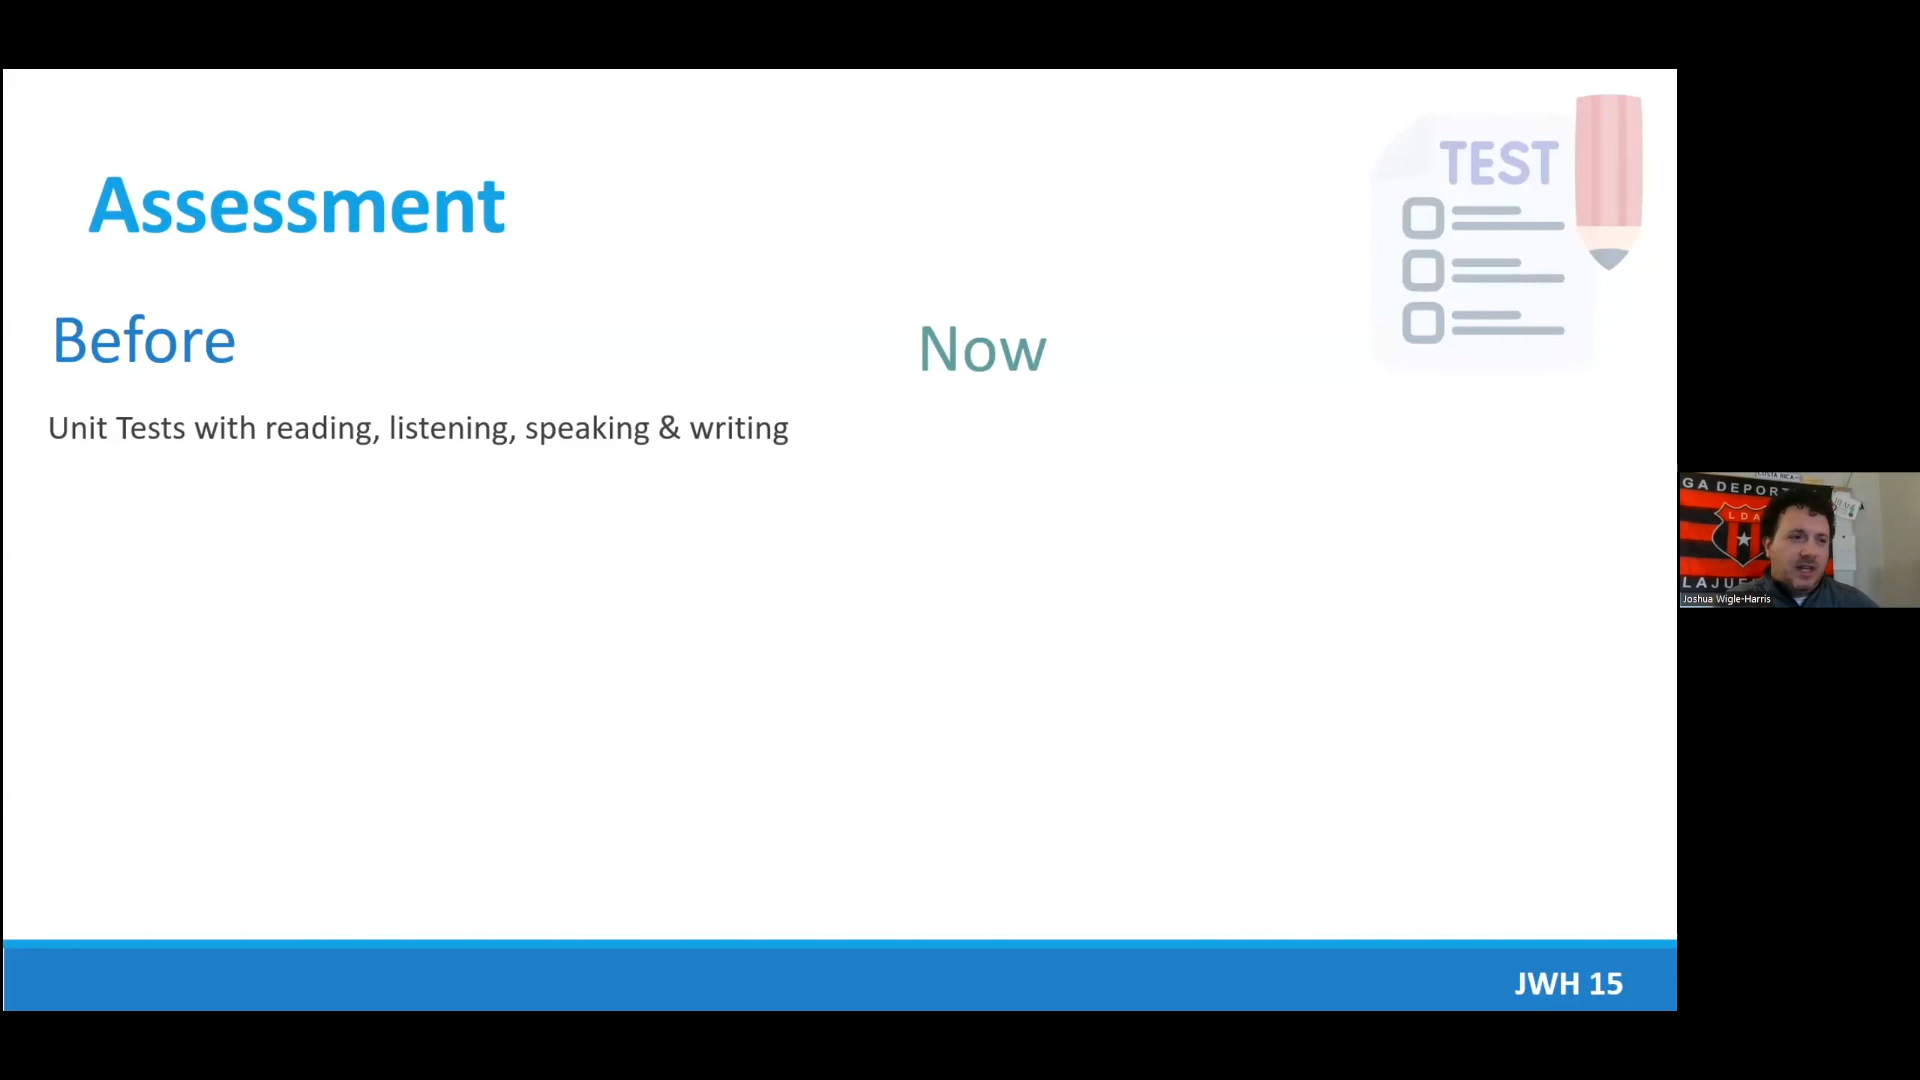 TEST
Assessment
Before
Now
Unit Tests with reading, listening, speaking & writing
GA DEPORT
LDA
LAJUE
Joshua Wigle-Harris
JWH 15